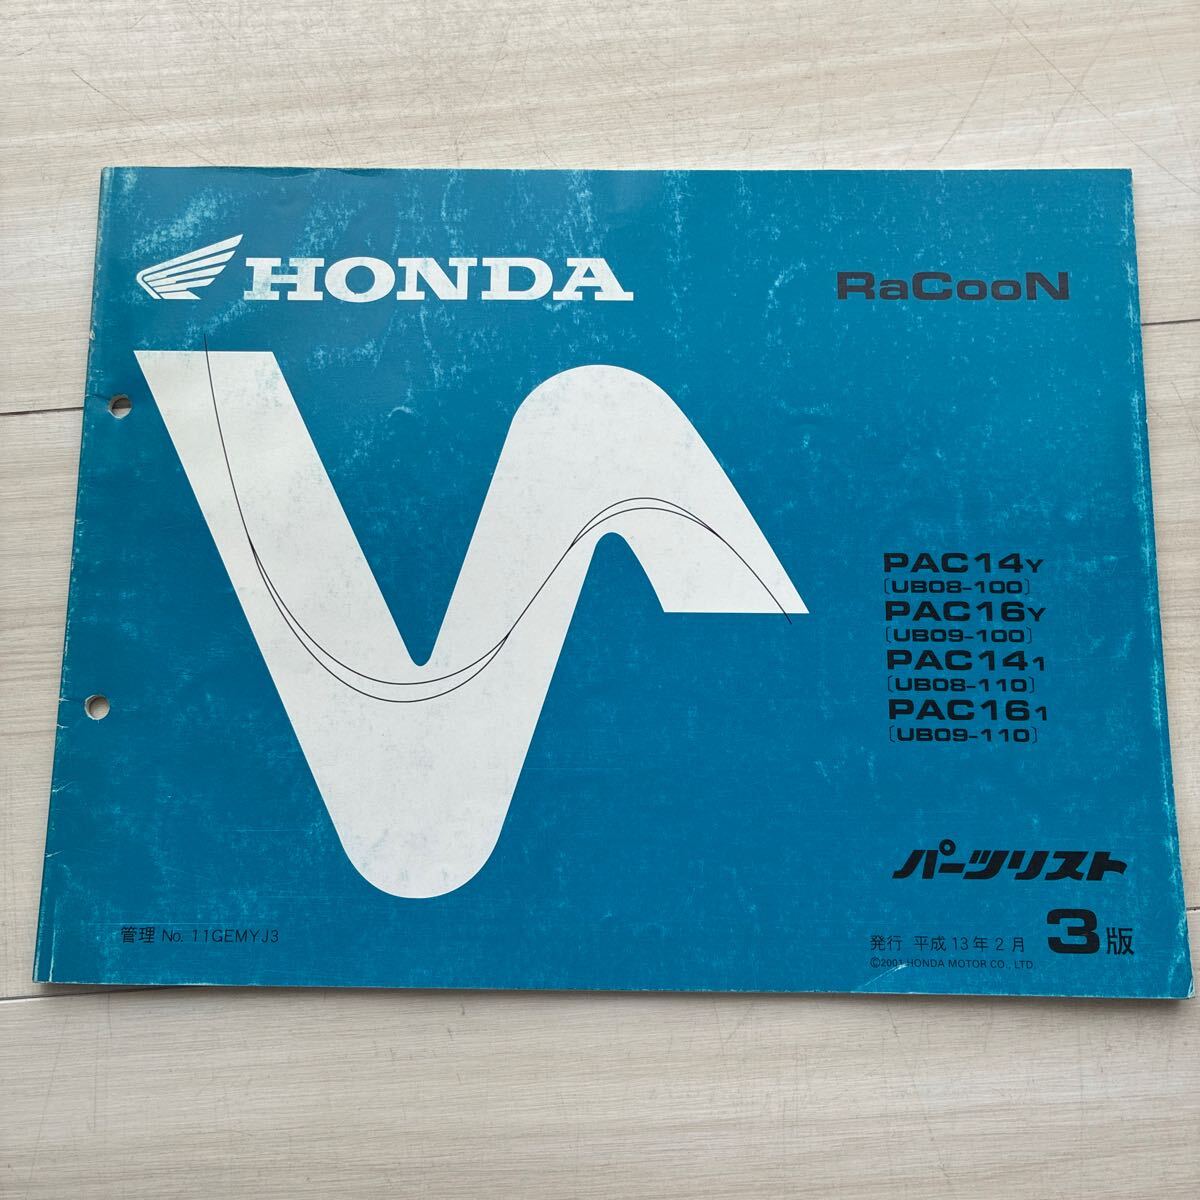 HONDA
RaCooN
PAC14Y
〔UB08-100〕
PAC16Y
〔UB09-100〕
PAC141
〔UB08-110〕
PAC161
〔UB09-110〕
パーツリスト
管理 No. 11GEMYJ3
発行 平成13年2月 3版
©2001 HONDA MOTOR CO., LTD.